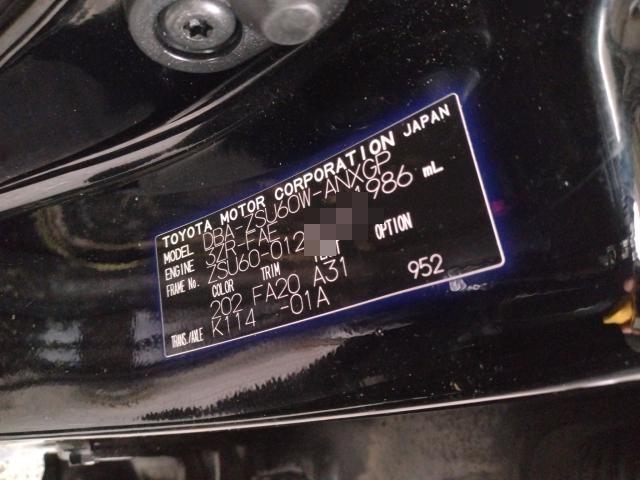 TOYOTA MOTOR CORPORATION JAPAN
MODEL DBA-ZSU60W-ANXGP
ENGINE 3ZR-FAE 1986 mL
FRAME No. ZSU60-012
COLOR TRIM OPTION
202 FA20 A31 952
TRANS./AXLE K114 -01A